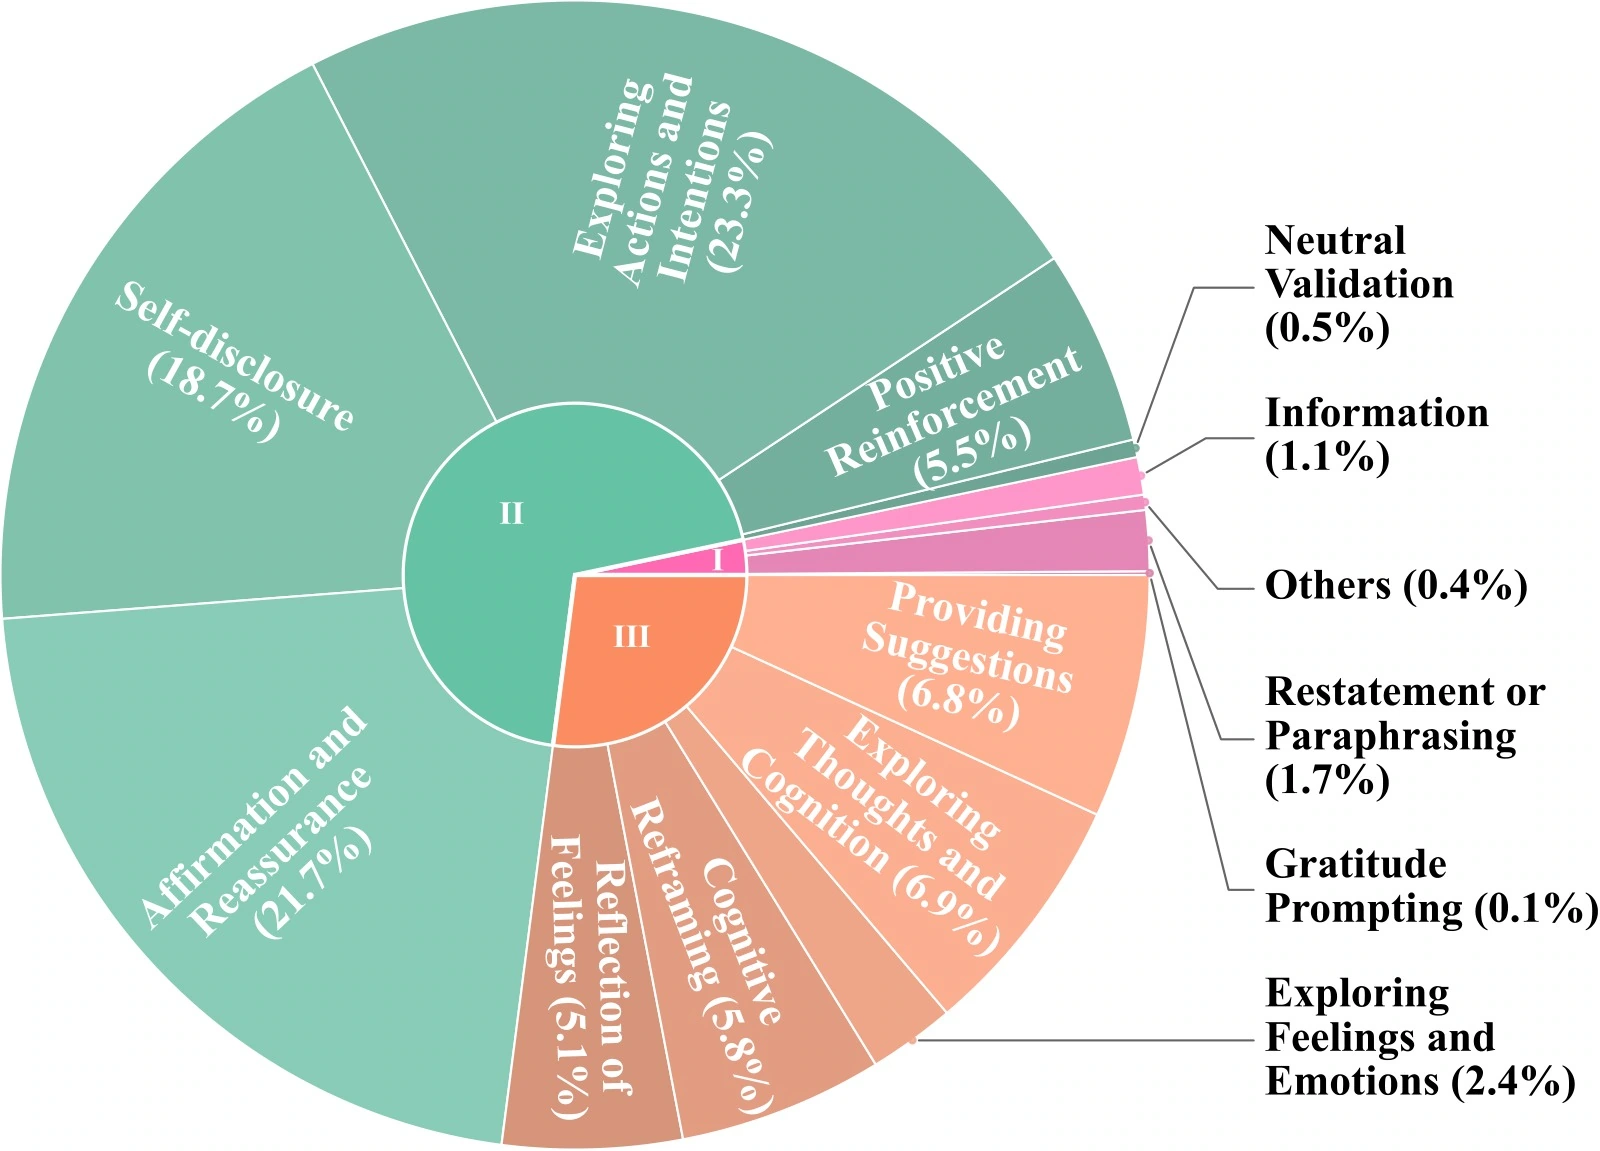 Exploring
Actions and
Intentions
(23.3%)
Self-disclosure
(18.7%)
Positive
Reinforcement
(5.5%)
Neutral
Validation
(0.5%)
Information
(1.1%)
Others (0.4%)
Restatement or
Paraphrasing
(1.7%)
Gratitude
Prompting (0.1%)
Exploring
Feelings and
Emotions (2.4%)
II
I
III
Providing
Suggestions
(6.8%)
Exploring
Thoughts and
Cognition (6.9%)
Cognitive
Reframing (5.8%)
Reflection of
Feelings (5.1%)
Affirmation and
Reassurance
(21.7%)